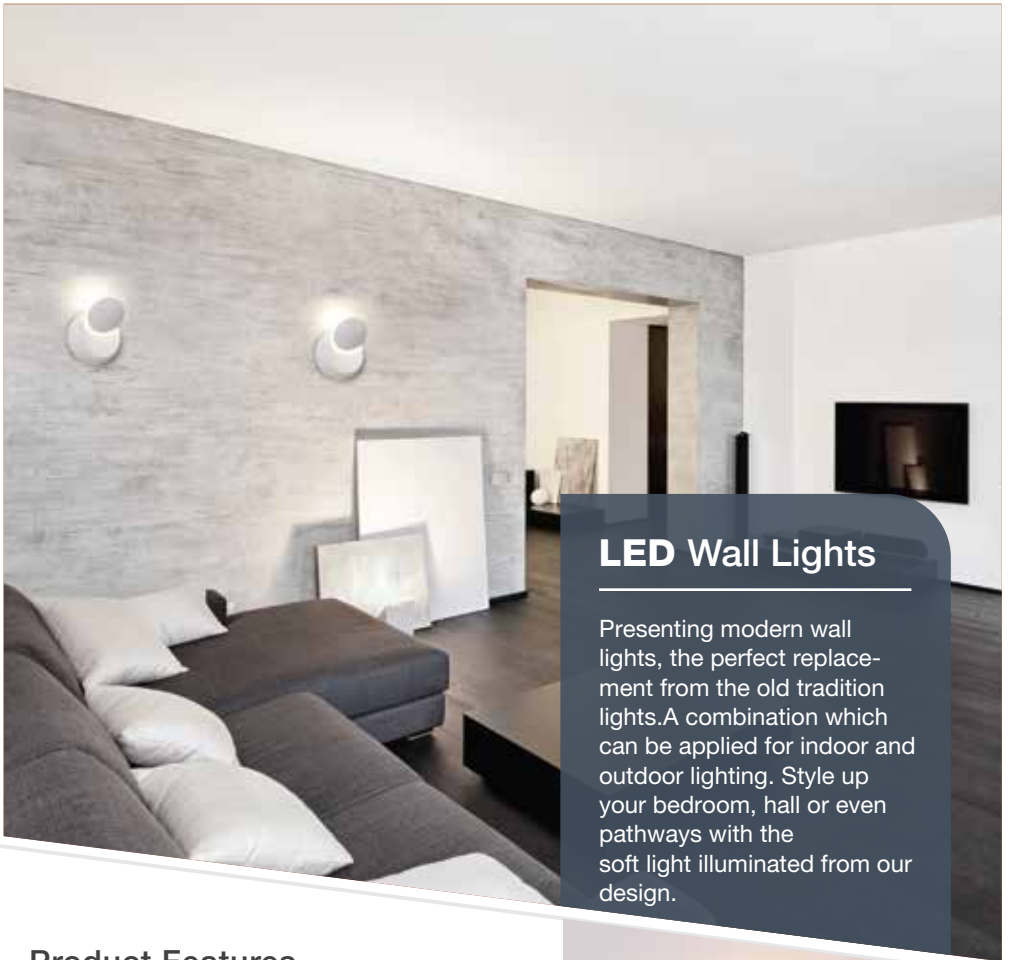 LED Wall Lights
Presenting modern wall
lights, the perfect replace-
ment from the old tradition
lights.A combination which
can be applied for indoor and
outdoor lighting. Style up
your bedroom, hall or even
pathways with the
soft light illuminated from our
design.
Product Features